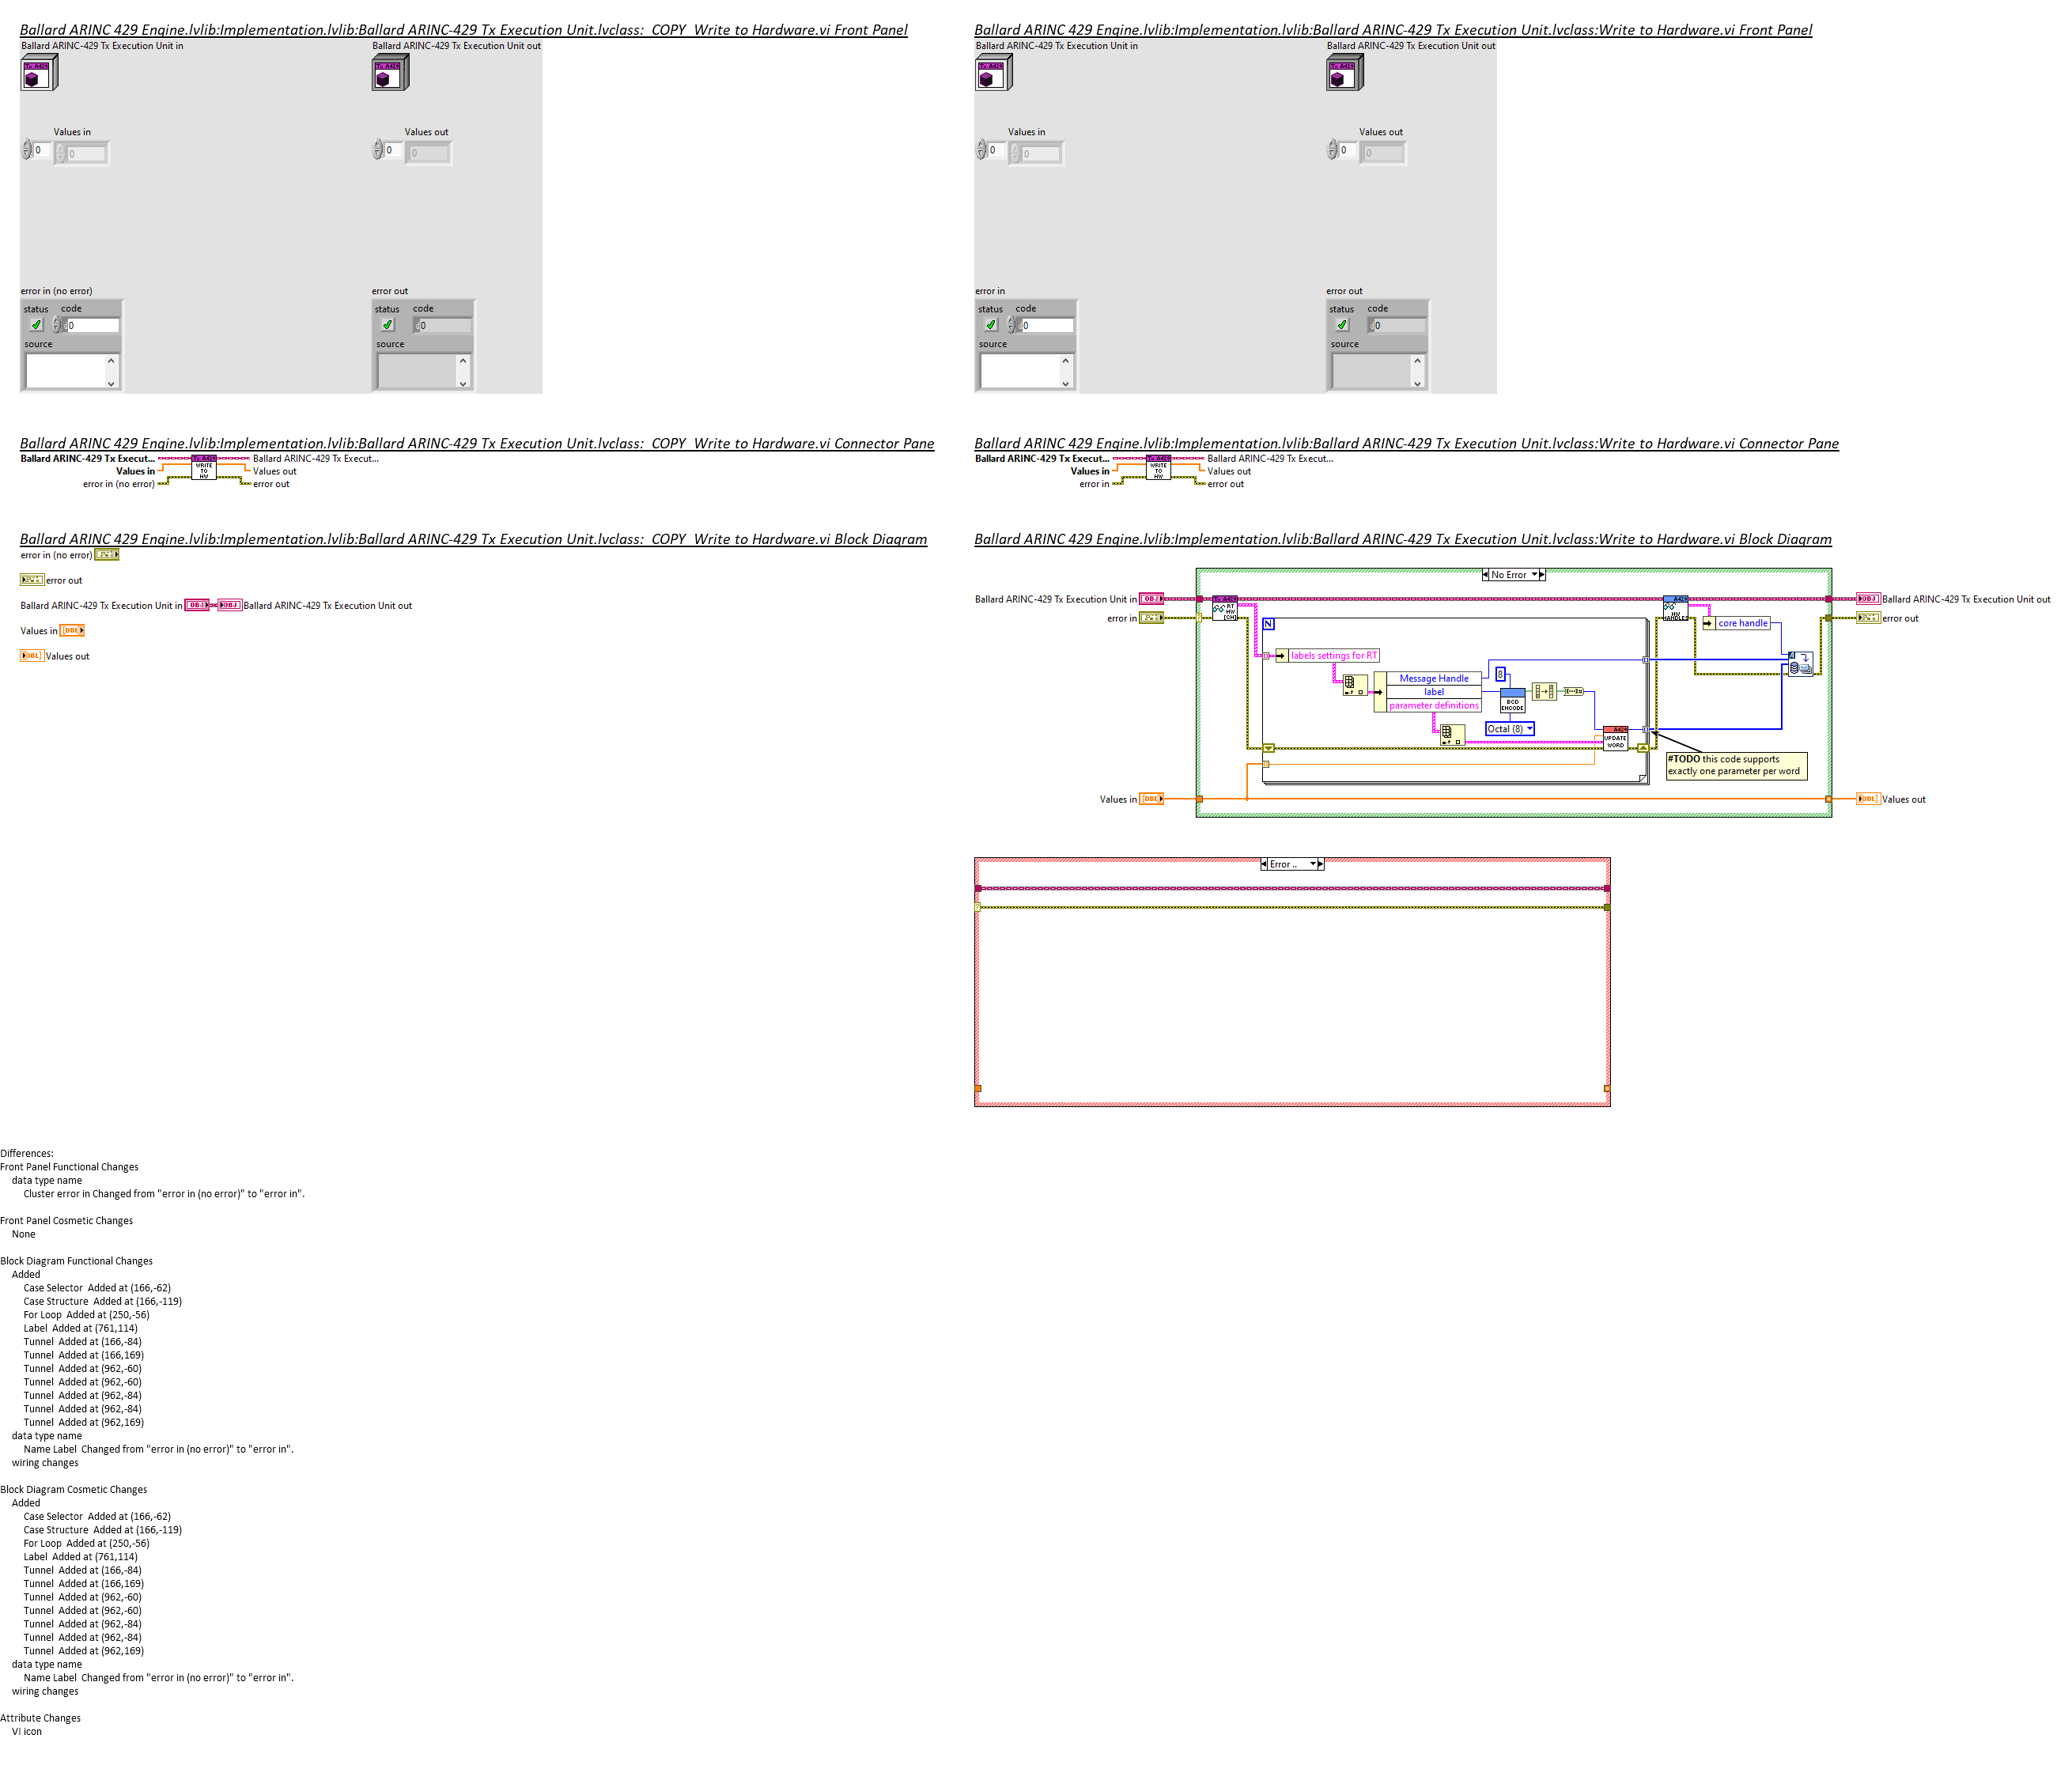 Ballard ARINC 429 Engine.lvlib:Implementation.lvlib:Ballard ARINC-429 Tx Execution Unit.lvclass:  COPY  Write to Hardware.vi Front Panel
Ballard ARINC-429 Tx Execution Unit in
Ballard ARINC-429 Tx Execution Unit out
Tx A429
Tx A429
Values in
Values out
0
0
0
0
error in (no error)
error out
status code
status code
0
0
source
source
Ballard ARINC 429 Engine.lvlib:Implementation.lvlib:Ballard ARINC-429 Tx Execution Unit.lvclass:Write to Hardware.vi Front Panel
Ballard ARINC-429 Tx Execution Unit in
Ballard ARINC-429 Tx Execution Unit out
Tx A429
Tx A429
Values in
Values out
0
0
0
0
error in
error out
status code
status code
0
0
source
source
Ballard ARINC 429 Engine.lvlib:Implementation.lvlib:Ballard ARINC-429 Tx Execution Unit.lvclass:  COPY  Write to Hardware.vi Connector Pane
Ballard ARINC-429 Tx Execut...
Values in
error in (no error)
Tx A429
WRITE
TO
HW
Ballard ARINC-429 Tx Execut...
Values out
error out
Ballard ARINC 429 Engine.lvlib:Implementation.lvlib:Ballard ARINC-429 Tx Execution Unit.lvclass:Write to Hardware.vi Connector Pane
Ballard ARINC-429 Tx Execut...
Values in
error in
Tx A429
WRITE
TO
HW
Ballard ARINC-429 Tx Execut...
Values out
error out
Ballard ARINC 429 Engine.lvlib:Implementation.lvlib:Ballard ARINC-429 Tx Execution Unit.lvclass:  COPY  Write to Hardware.vi Block Diagram
error in (no error)
error out
Ballard ARINC-429 Tx Execution Unit in OBJ OBJ Ballard ARINC-429 Tx Execution Unit out
Values in DBL
DBL Values out
Ballard ARINC 429 Engine.lvlib:Implementation.lvlib:Ballard ARINC-429 Tx Execution Unit.lvclass:Write to Hardware.vi Block Diagram
No Error
Ballard ARINC-429 Tx Execution Unit in OBJ
error in
Tx A429
RT
HW
[CH]
N
labels settings for RT
Message Handle
label
parameter definitions
8
BCD
ENCODE
Octal (8)
A429
UPDATE
WORD
A429
HW
HANDLES
core handle
#TODO this code supports
exactly one parameter per word
OBJ Ballard ARINC-429 Tx Execution Unit out
error out
Values in DBL
DBL Values out
Error ..
Differences:
Front Panel Functional Changes
data type name
Cluster error in Changed from "error in (no error)" to "error in".
Front Panel Cosmetic Changes
None
Block Diagram Functional Changes
Added
Case Selector  Added at (166,-62)
Case Structure  Added at (166,-119)
For Loop  Added at (250,-56)
Label  Added at (761,114)
Tunnel  Added at (166,-84)
Tunnel  Added at (166,169)
Tunnel  Added at (962,-60)
Tunnel  Added at (962,-60)
Tunnel  Added at (962,-84)
Tunnel  Added at (962,-84)
Tunnel  Added at (962,169)
data type name
Name Label  Changed from "error in (no error)" to "error in".
wiring changes
Block Diagram Cosmetic Changes
Added
Case Selector  Added at (166,-62)
Case Structure  Added at (166,-119)
For Loop  Added at (250,-56)
Label  Added at (761,114)
Tunnel  Added at (166,-84)
Tunnel  Added at (166,169)
Tunnel  Added at (962,-60)
Tunnel  Added at (962,-60)
Tunnel  Added at (962,-84)
Tunnel  Added at (962,-84)
Tunnel  Added at (962,169)
data type name
Name Label  Changed from "error in (no error)" to "error in".
wiring changes
Attribute Changes
VI icon